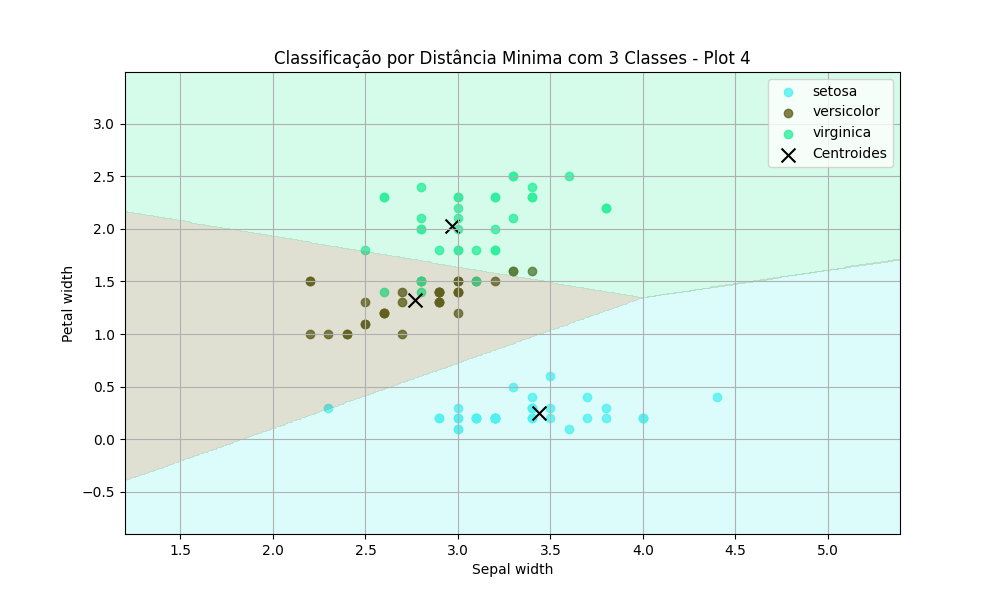 Classificação por Distância Minima com 3 Classes - Plot 4
setosa
versicolor
virginica
Centroides
Petal width
3.0
2.5
2.0
1.5
1.0
0.5
0.0
−0.5
1.5 2.0 2.5 3.0 3.5 4.0 4.5 5.0
Sepal width